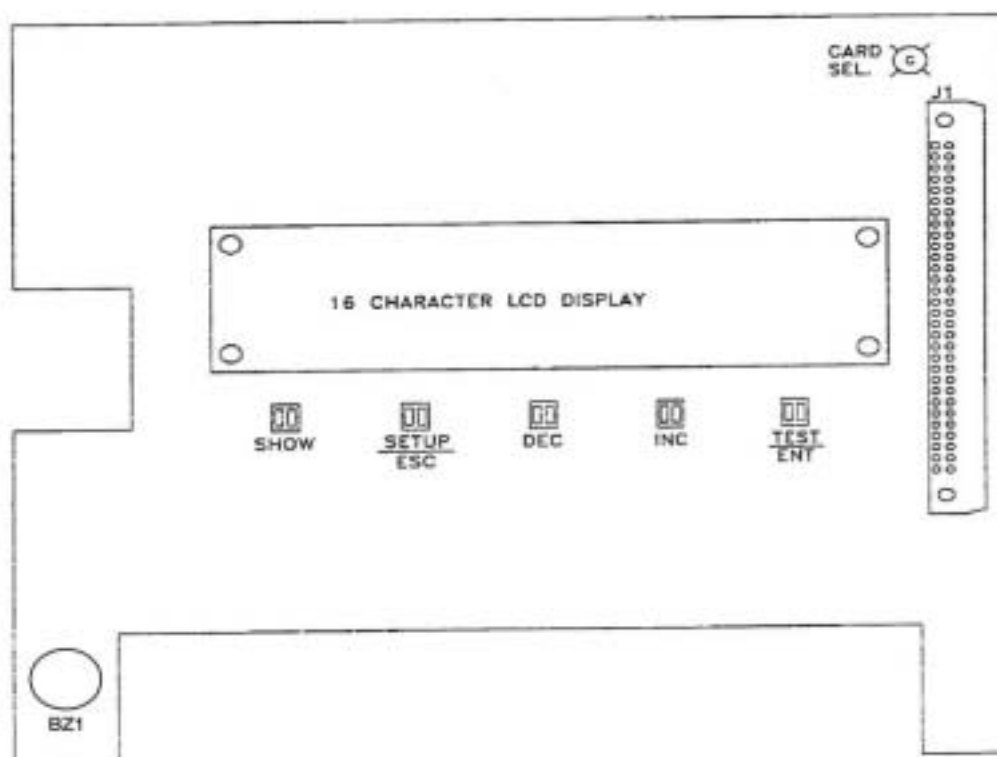 CARD
SEL.
G
J1
16 CHARACTER LCD DISPLAY
SHOW
SETUP
ESC
DEC
INC
TEST
ENT
BZ1